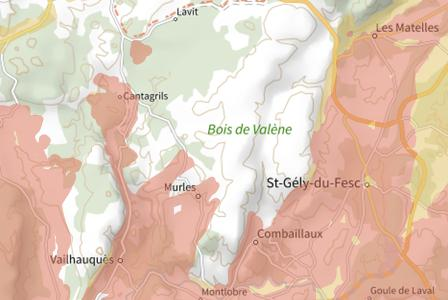 Lavit
Les Matelles
Cantagrils
Bois de Valène
St-Gély-du-Fesc
Murles
Combaillaux
Vailhauquès
Montlobre
Goule de Laval